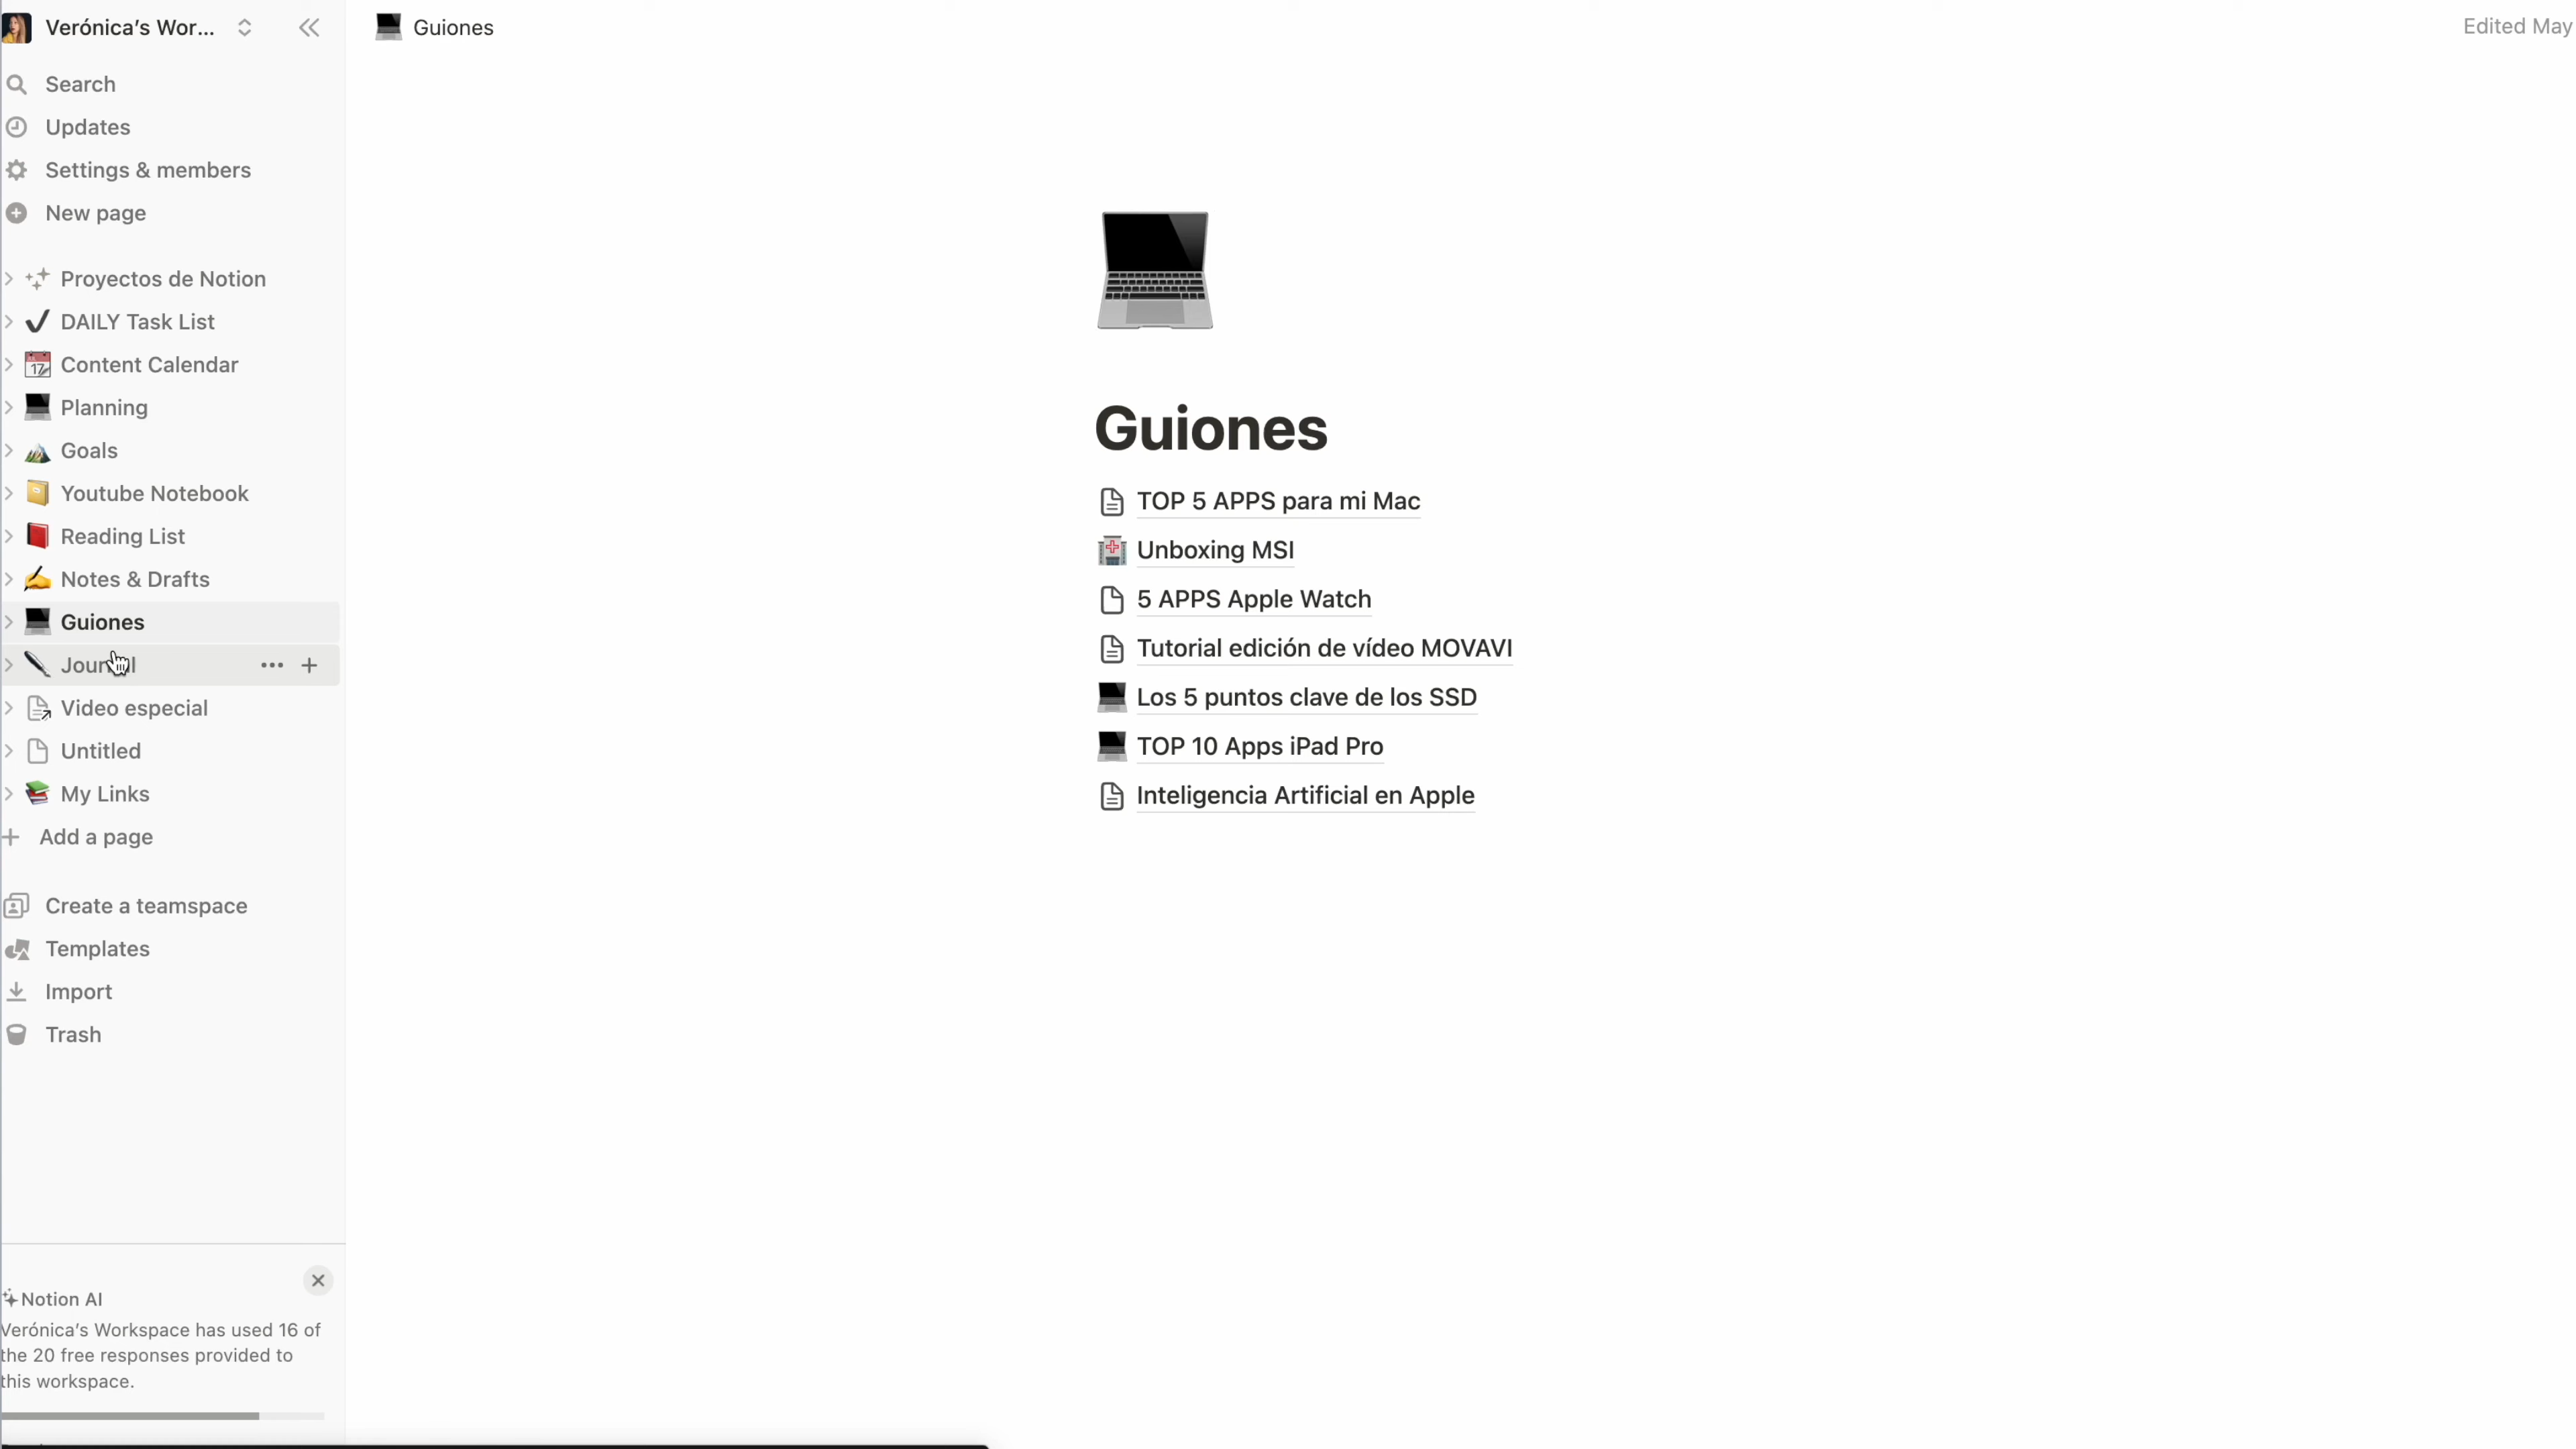 Verónica's Wor...
Search
Updates
Settings & members
New page
Proyectos de Notion
DAILY Task List
Content Calendar
17
Planning
Goals
Youtube Notebook
Reading List
Notes & Drafts
Guiones
Video especial
Untitled
My Links
Add a page
Create a teamspace
Templates
Import
Trash
Notion AI
Verónica's Workspace has used 16 of
the 20 free responses provided to
this workspace.
Guiones
Edited May
Guiones
TOP 5 APPS para mi Mac
Unboxing MSI
5 APPS Apple Watch
Tutorial edición de vídeo MOVAVI
Los 5 puntos clave de los SSD
TOP 10 Apps iPad Pro
Inteligencia Artificial en Apple